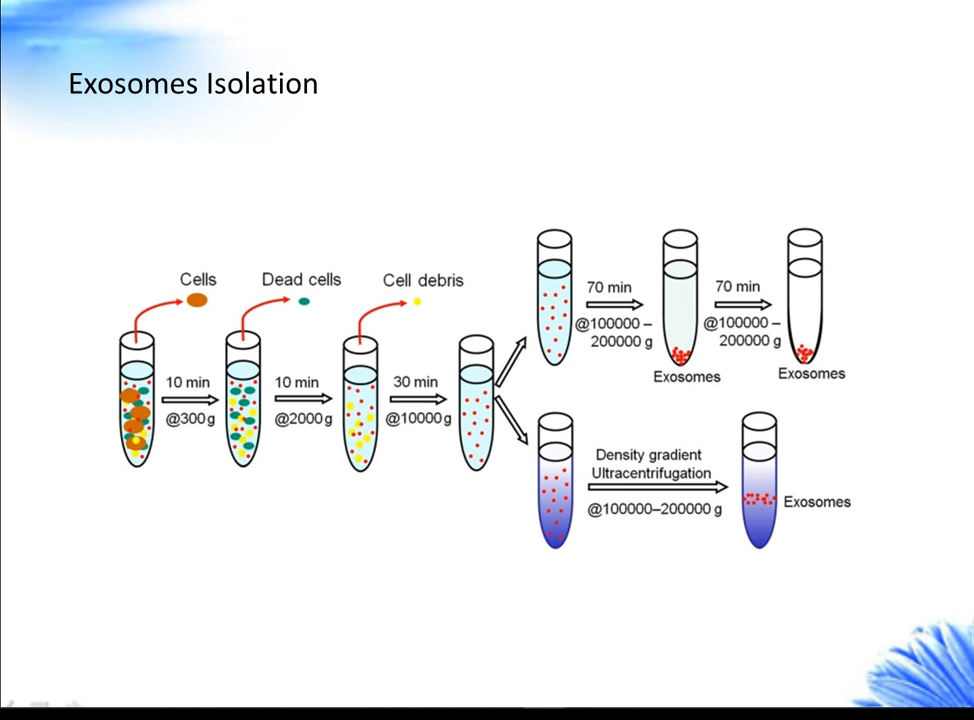 Exosomes Isolation
Cells
Dead cells
Cell debris
10 min
@300g
10 min
@2000g
30 min
@10000g
70 min
@100000 –
200000 g
Exosomes
70 min
@100000 –
200000 g
Exosomes
Density gradient
Ultracentrifugation
@100000–200000 g
Exosomes